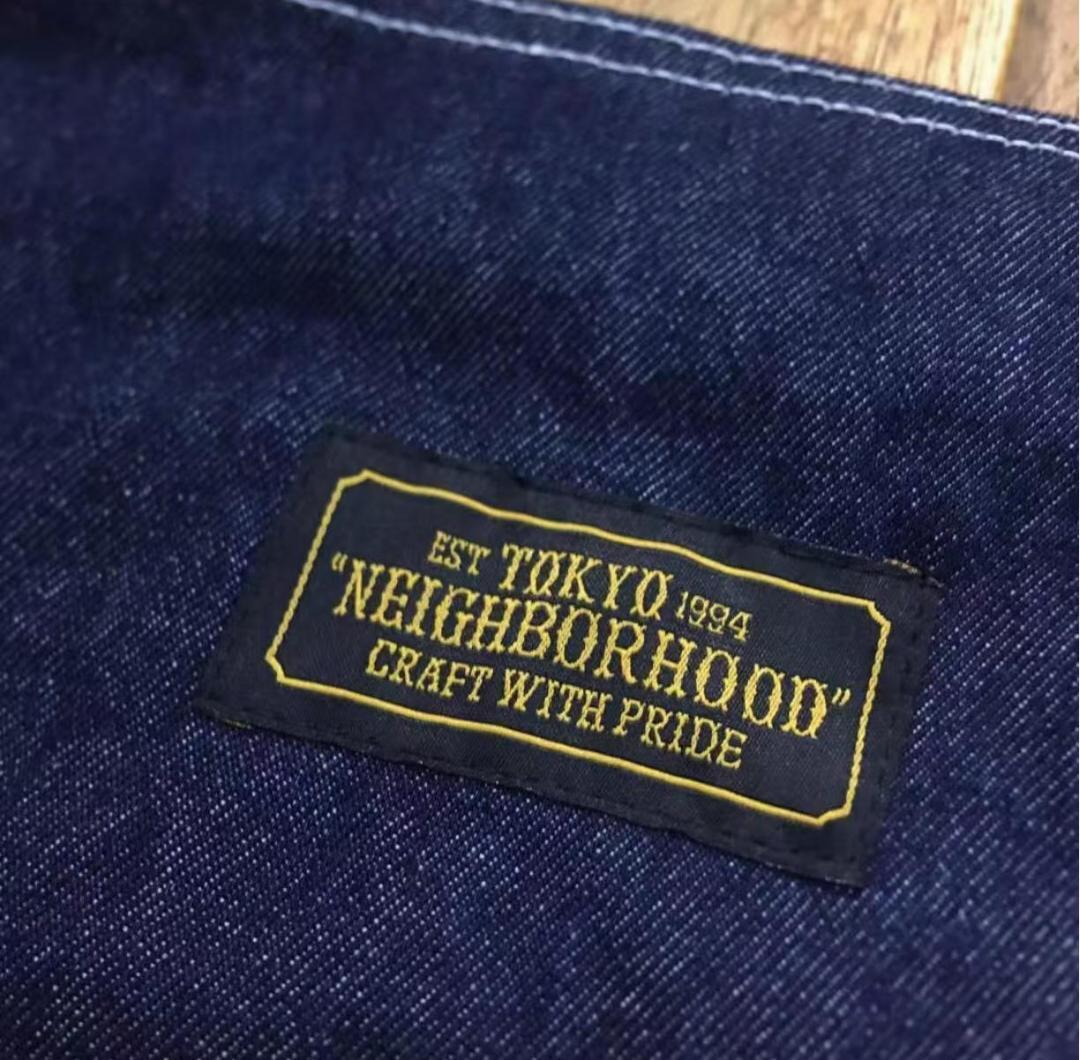 EST TOKYO 1994
“NEIGHBORHOOD”
CRAFT WITH PRIDE